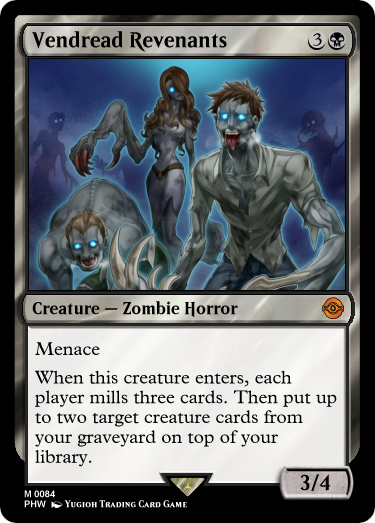 Vendread Revenants 3
Creature — Zombie Horror
Menace
When this creature enters, each
player mills three cards. Then put up
to two target creature cards from
your graveyard on top of your
library.
3/4
M 0084
PHW Yugioh Trading Card Game